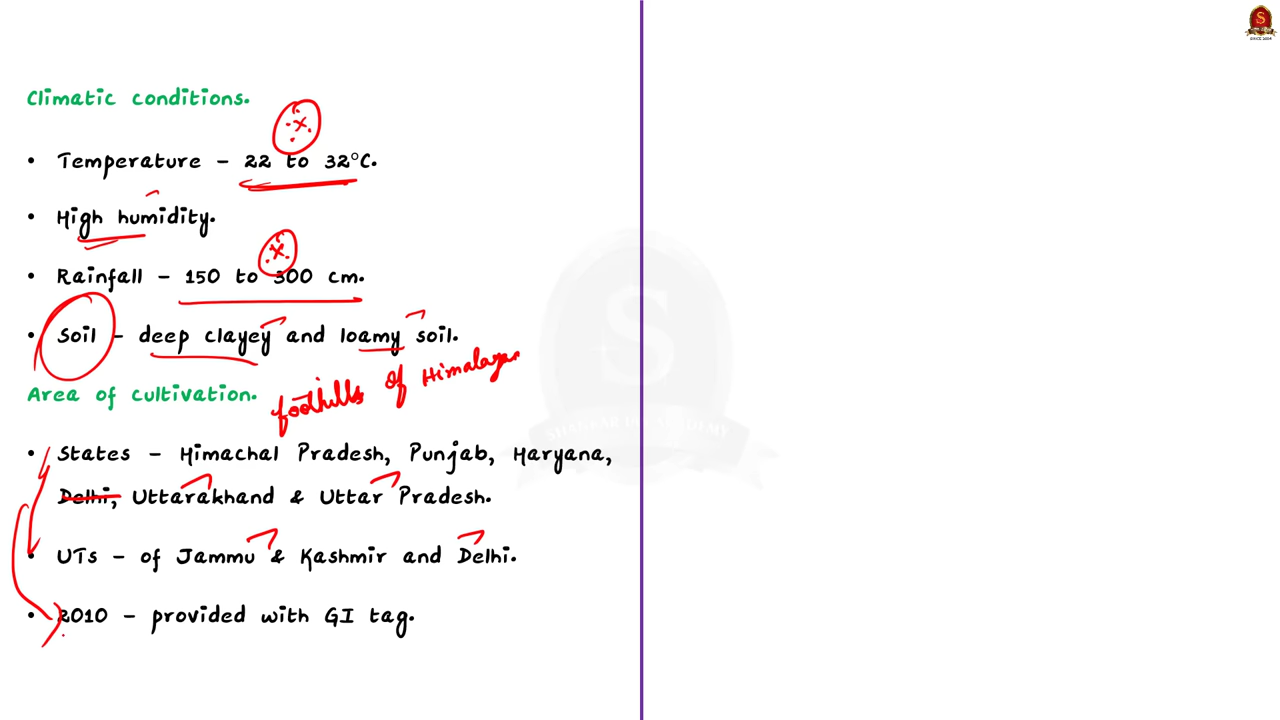 Climatic conditions.
• Temperature - 22 to 32°C.
• High humidity.
• Rainfall - 150 to 300 cm.
• Soil - deep clayey and loamy soil.
foothills of Himalayas
Area of cultivation.
• States - Himachal Pradesh, Punjab, Haryana,
Delhi, Uttarakhand & Uttar Pradesh.
• UTs - of Jammu & Kashmir and Delhi.
• 2010 - provided with GI tag.
S
SINCE 2004